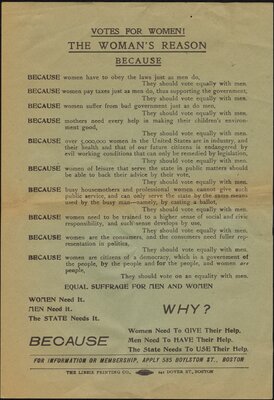 VOTES FOR WOMEN!
THE WOMAN'S REASON
BECAUSE
BECAUSE women have to obey the laws just as men do,
They should vote equally with men.
BECAUSE women pay taxes just as men do, thus supporting the government,
They should vote equally with men.
BECAUSE women suffer from bad government just as do men,
They should vote equally with men.
BECAUSE mothers need every help in making their children's environ-
ment good,
They should vote equally with men.
BECAUSE over 5,000,000 women in the United States are in industry, and
their health and that of our future citizens is endangered by
evil working conditions that can only be remedied by legislation,
They should vote equally with men.
BECAUSE women of leisure that serve the state in public matters should
be able to back their advice by their vote,
They should vote equally with men.
BECAUSE busy housemothers and professional women cannot give such
public service, and can only serve the state by the same means
used by the busy man—namely, by casting a ballot,
They should vote equally with men.
BECAUSE women need to be trained to a higher sense of social and civic
responsibility, and such sense develops by use,
They should vote equally with men.
BECAUSE women are the consumers, and the consumers need fuller rep-
resentation in politics,
They should vote equally with men.
BECAUSE women are citizens of a democracy, which is a government of
the people, by the people and for the people, and women are
people,
They should vote on an equality with men.
EQUAL SUFFRAGE FOR MEN AND WOMEN
WOMEN Need It.
MEN Need It.
The STATE Needs It.
WHY?
BECAUSE
Women Need To GIVE Their Help,
Men Need To HAVE Their Help,
The State Needs To USE Their Help.
FOR INFORMATION OR MEMBERSHIP, APPLY 585 BOYLSTON ST., BOSTON
THE LIBBIE PRINTING CO., 241 DOVER ST, BOSTON